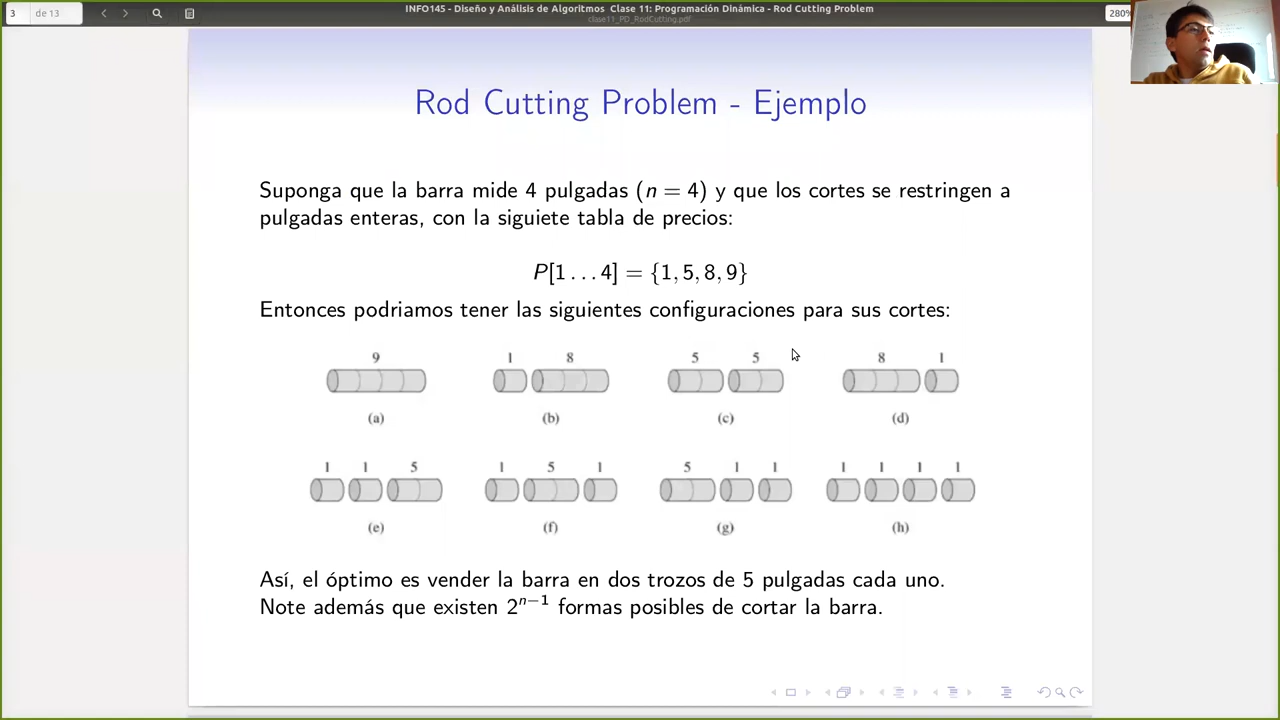 3 de 13
INFO145 - Diseño y Análisis de Algoritmos Clase 11: Programación Dinámica - Rod Cutting Problem
clase11_PD_RodCutting.pdf
280%
Rod Cutting Problem - Ejemplo
Suponga que la barra mide 4 pulgadas (n = 4) y que los cortes se restringen a
pulgadas enteras, con la siguiete tabla de precios:
P[1 . . . 4] = {1, 5, 8, 9}
Entonces podriamos tener las siguientes configuraciones para sus cortes:
9 1 8 5 5 8 1
(a) (b) (c) (d)
1 1 5 1 5 1 5 1 1 1 1 1 1
(e) (f) (g) (h)
Así, el óptimo es vender la barra en dos trozos de 5 pulgadas cada uno.
Note además que existen 2ⁿ⁻¹ formas posibles de cortar la barra.